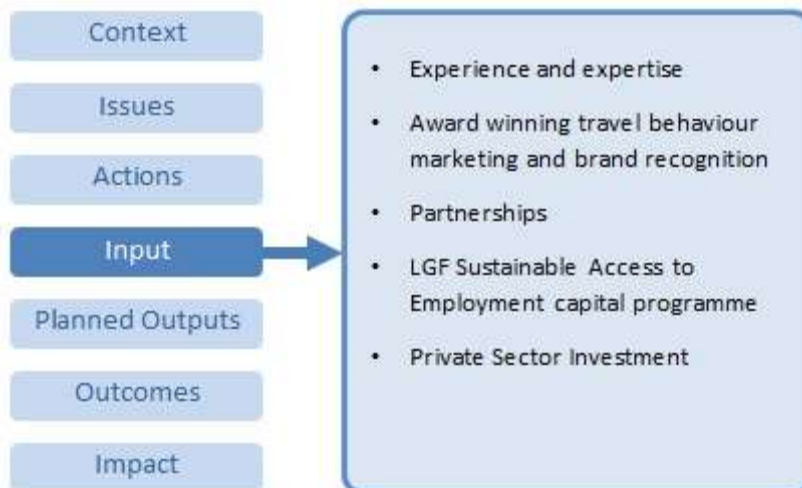 Context
Issues
Actions
Input
Planned Outputs
Outcomes
Impact
• Experience and expertise
• Award winning travel behaviour
marketing and brand recognition
• Partnerships
• LGF Sustainable Access to
Employment capital programme
• Private Sector Investment